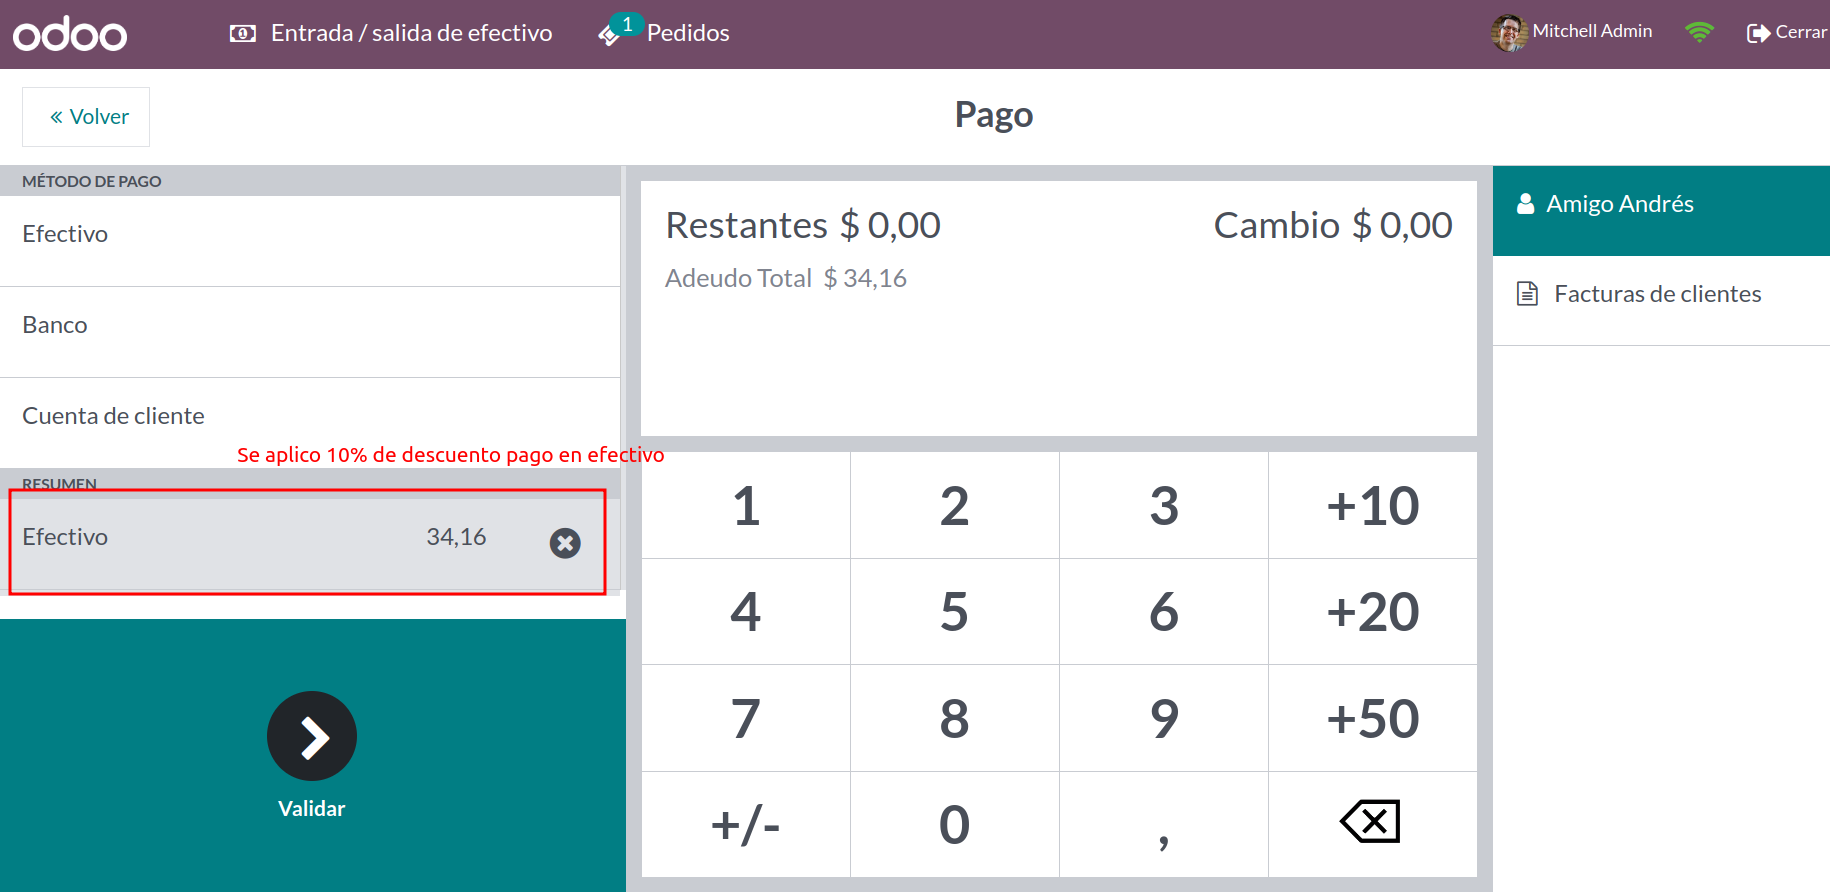 odoo
Entrada / salida de efectivo
1
Pedidos
Mitchell Admin
Cerrar
« Volver
Pago
MÉTODO DE PAGO
Efectivo
Banco
Cuenta de cliente
Se aplico 10% de descuento pago en efectivo
RESUMEN
Efectivo 34,16
Validar
Restantes $ 0,00
Cambio $ 0,00
Adeudo Total $ 34,16
1 2 3 +10
4 5 6 +20
7 8 9 +50
+/- 0 ,
Amigo Andrés
Facturas de clientes